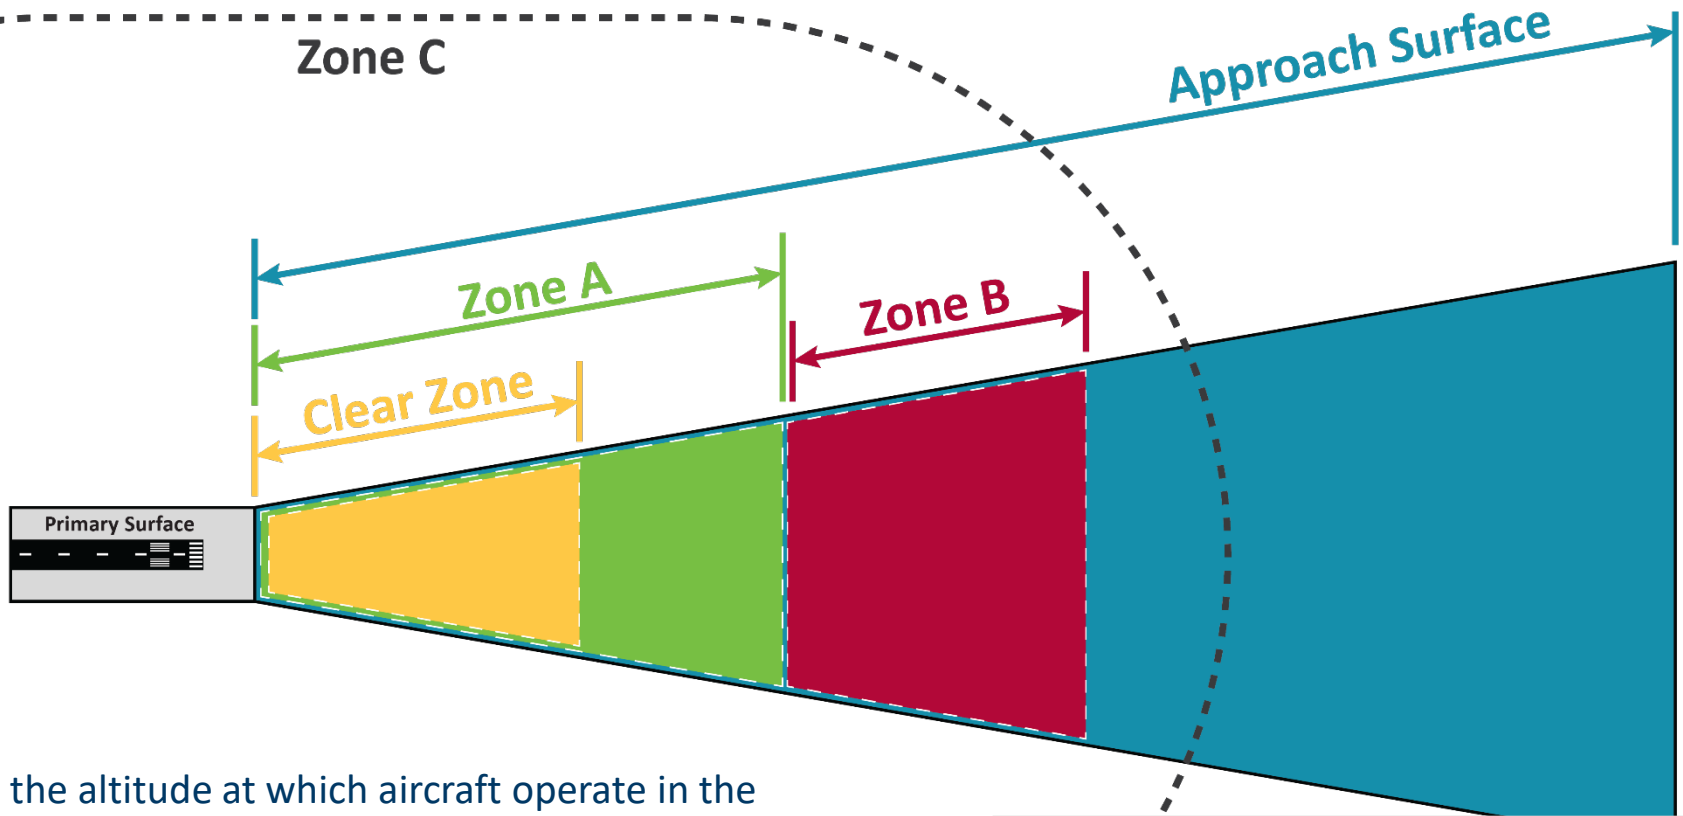 Zone C
Approach Surface
Zone A
Zone B
Clear Zone
Primary Surface
the altitude at which aircraft operate in the